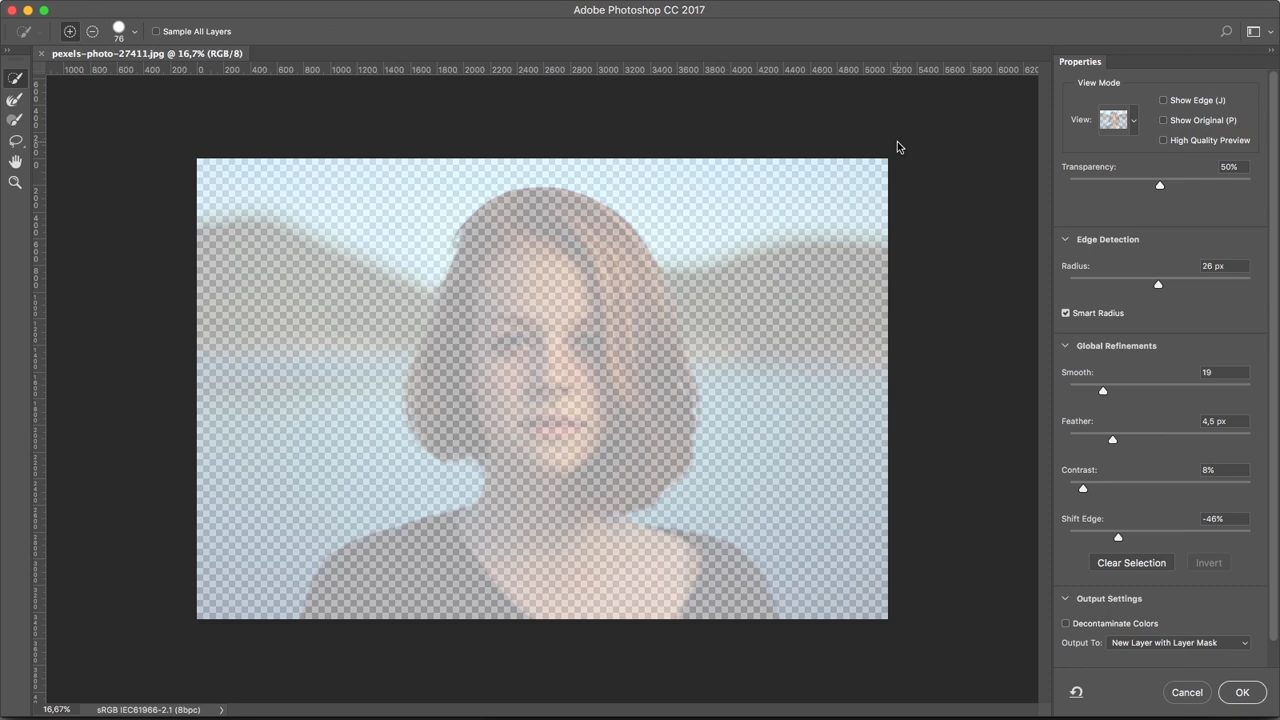 Adobe Photoshop CC 2017
76
Sample All Layers
pexels-photo-27411.jpg @ 16,7% (RGB/8)
1000 800 600 400 200 0 200 400 600 800 1000 1200 1400 1600 1800 2000 2200 2400 2600 2800 3000 3200 3400 3600 3800 4000 4200 4400 4600 4800 5000 5200 5400 5600 5800 6000 620
Properties
View Mode
View:
Show Edge (J)
Show Original (P)
High Quality Preview
Transparency: 50%
Edge Detection
Radius: 26 px
Smart Radius
Global Refinements
Smooth: 19
Feather: 4,5 px
Contrast: 8%
Shift Edge: -46%
Clear Selection Invert
Output Settings
Decontaminate Colors
Output To: New Layer with Layer Mask
Cancel OK
16,67% sRGB IEC61966-2.1 (8bpc)